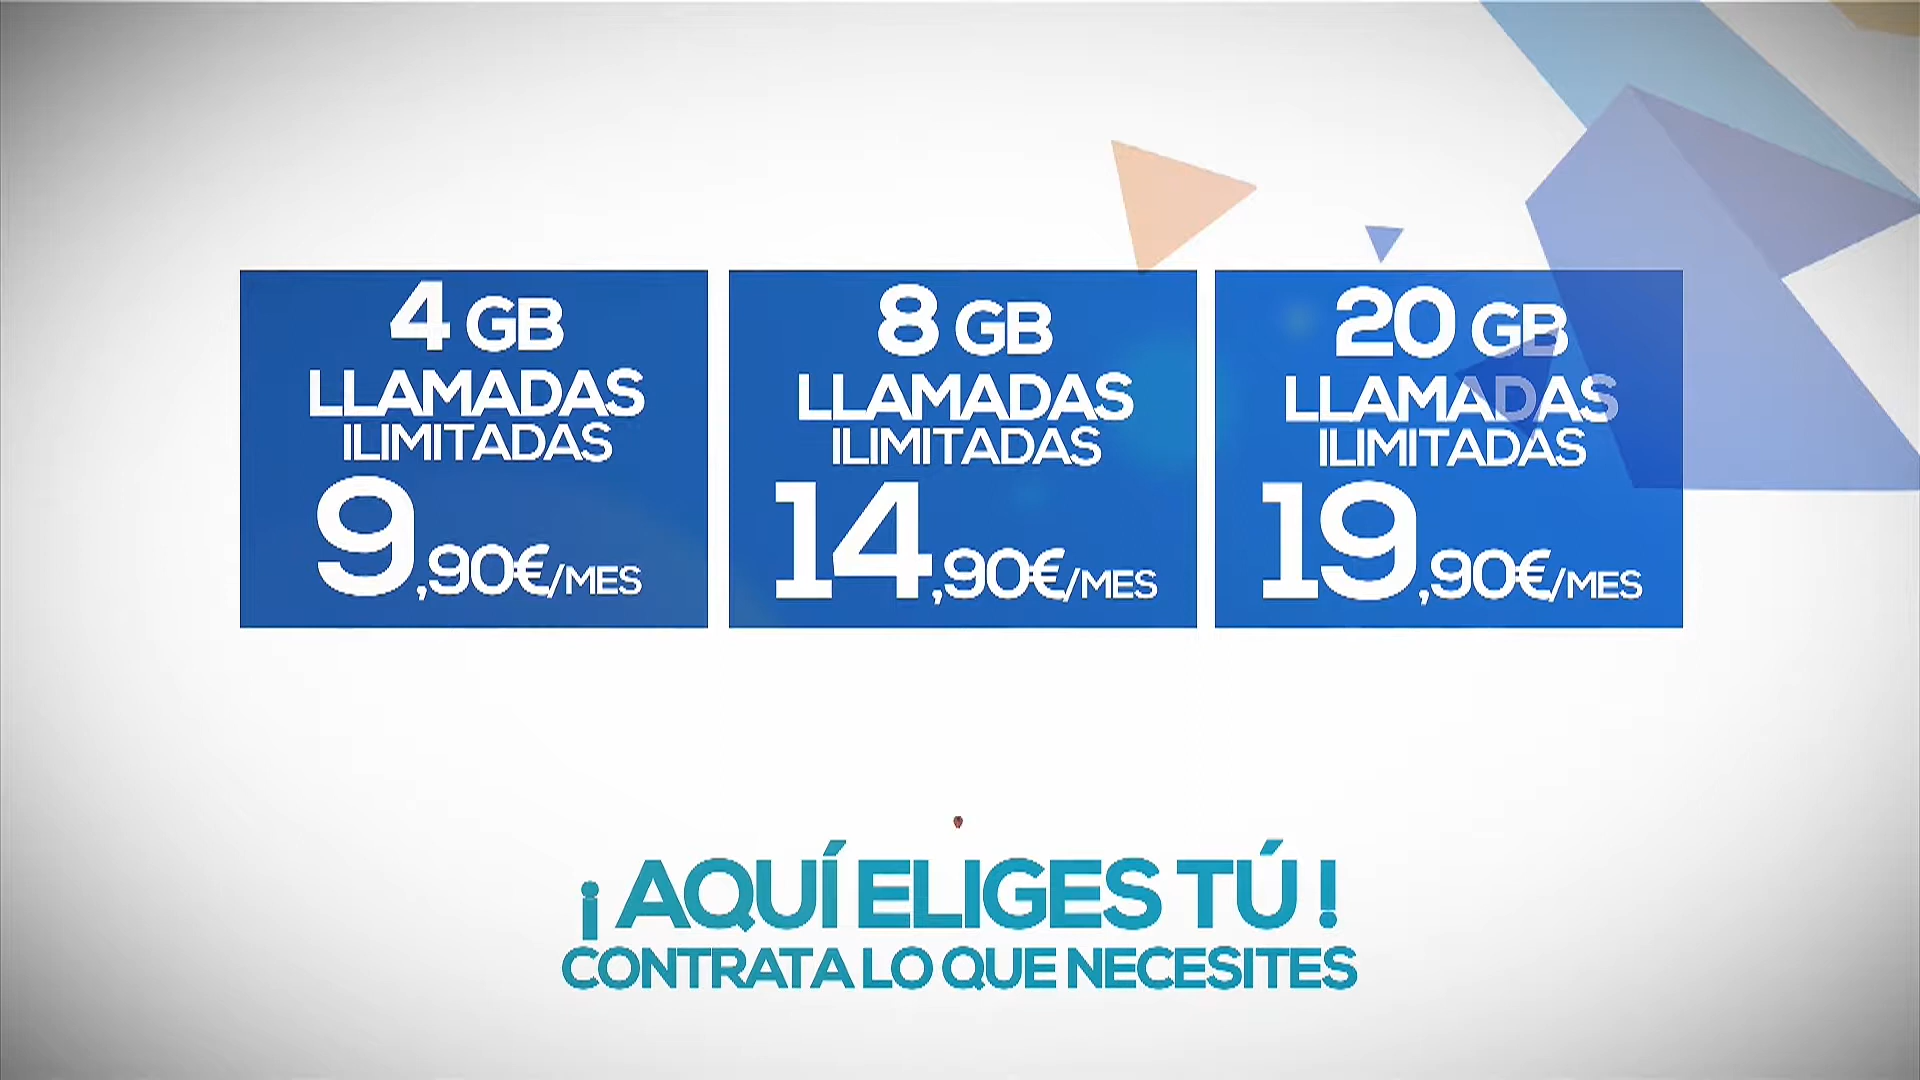 4 GB
LLAMADAS
ILIMITADAS
9,90€/MES
8 GB
LLAMADAS
ILIMITADAS
14,90€/MES
20 GB
LLAMADAS
ILIMITADAS
19,90€/MES
¡ AQUÍ ELIGES TÚ !
CONTRATA LO QUE NECESITES